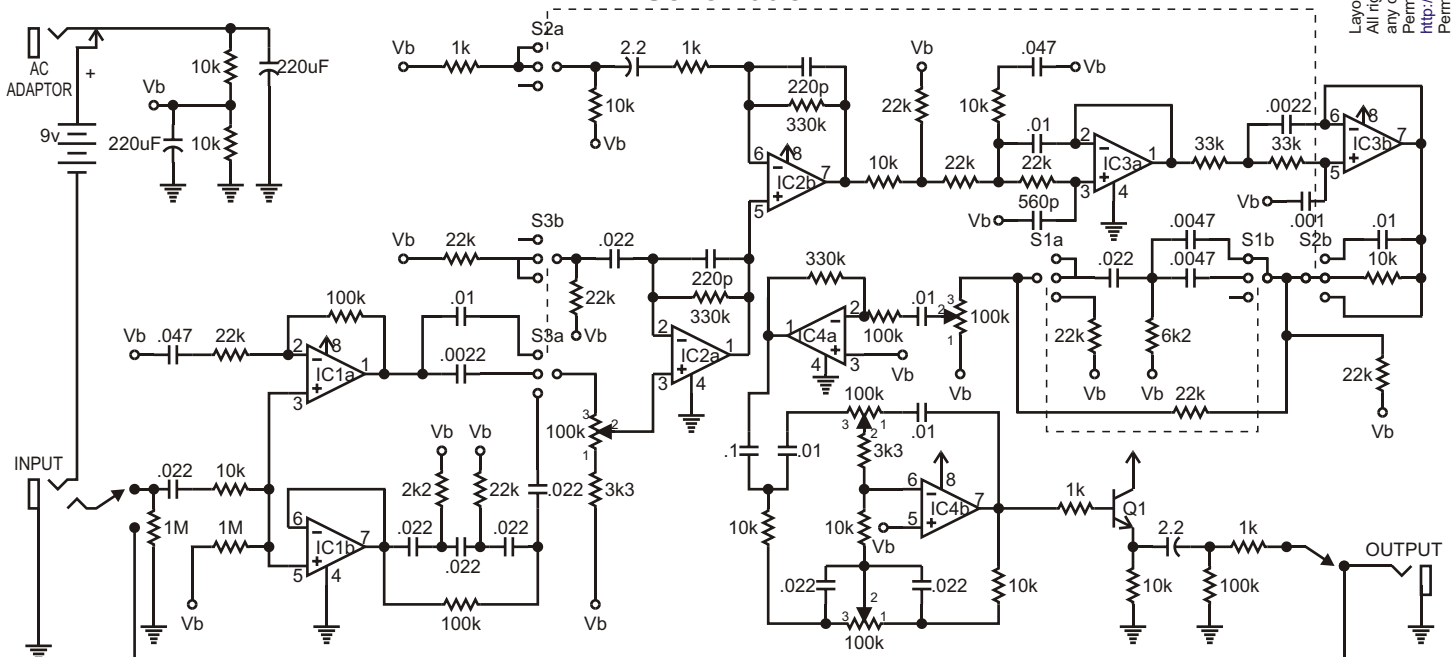 S2a
Vb
1k
2.2
1k
Vb
.047
Vb
AC
ADAPTOR
+
10k
220uF
Vb
9v
220uF
10k
10k
Vb
220p
330k
22k
10k
.01
.0022
6
8
IC2b
7
5
10k
22k
22k
2
IC3a
1
3
4
33k
33k
6
8
IC3b
7
5
560p
Vb
Vb
.001
Vb
22k
S3b
.022
22k
Vb
220p
330k
2
IC2a
1
3
4
S1a
.0047
.022
.0047
S1b
S2b
.01
10k
22k
Vb
6k2
Vb
22k
22k
Vb
330k
2
1
IC4a
3
4
100k
.01
3
2
1
100k
Vb
Vb
100k
.01
S3a
Vb
.047
22k
2
8
IC1a
1
3
.0022
3
2
1
100k
3k3
Vb
INPUT
.022
10k
1M
1M
Vb
6
IC1b
7
5
4
Vb
Vb
2k2
22k
.022
.022
.022
.022
100k
.1
.01
100k
3
2
1
.01
3k3
10k
10k
Vb
6
8
IC4b
7
5
.022
.022
10k
2
3
1
100k
1k
Q1
10k
2.2
100k
1k
OUTPUT
Layo
All rig
any c
Perm
http:/
Perm